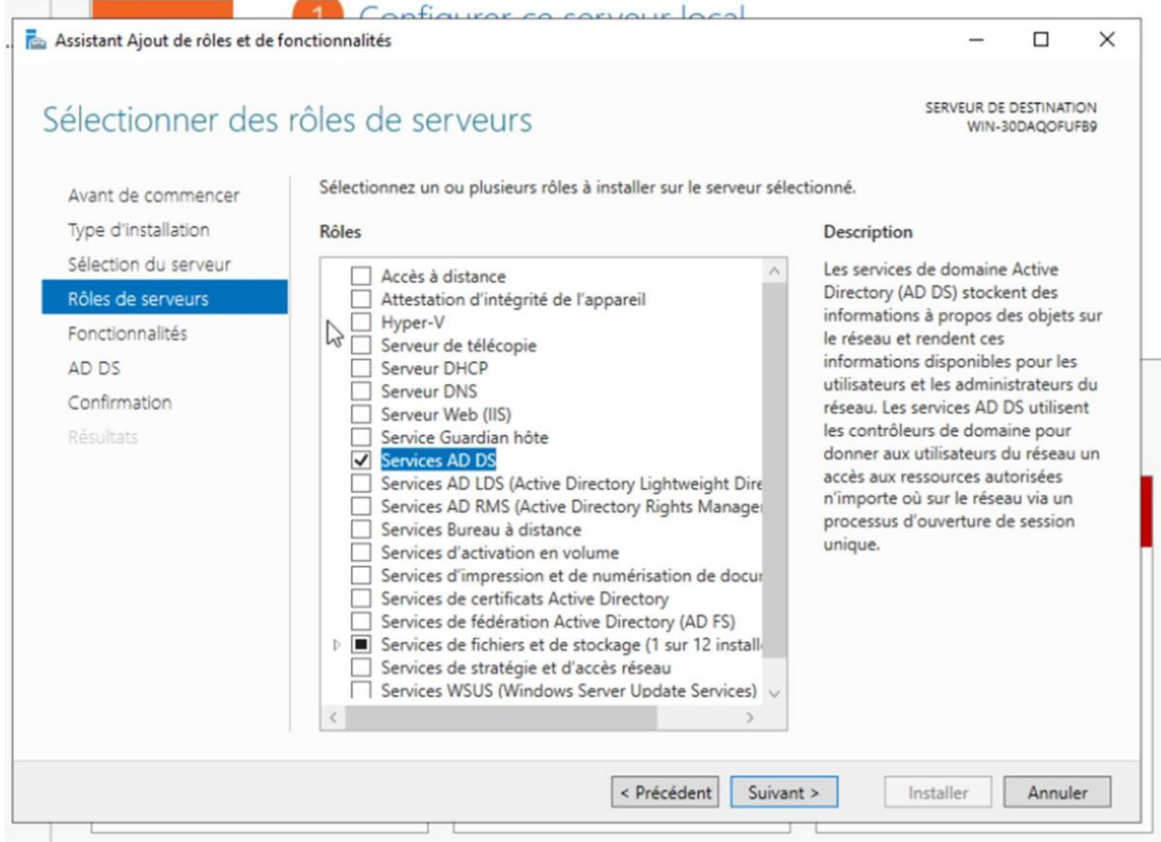 1 Configurer ce serveur local
Assistant Ajout de rôles et de fonctionnalités
Sélectionner des rôles de serveurs
SERVEUR DE DESTINATION
WIN-30DAQOFUFB9
Avant de commencer
Type d'installation
Sélection du serveur
Rôles de serveurs
Fonctionnalités
AD DS
Confirmation
Résultats
Sélectionnez un ou plusieurs rôles à installer sur le serveur sélectionné.
Rôles
Accès à distance
Attestation d'intégrité de l'appareil
Hyper-V
Serveur de télécopie
Serveur DHCP
Serveur DNS
Serveur Web (IIS)
Service Guardian hôte
Services AD DS
Services AD LDS (Active Directory Lightweight Dire
Services AD RMS (Active Directory Rights Manage
Services Bureau à distance
Services d'activation en volume
Services d'impression et de numérisation de docu
Services de certificats Active Directory
Services de fédération Active Directory (AD FS)
Services de fichiers et de stockage (1 sur 12 install
Services de stratégie et d'accès réseau
Services WSUS (Windows Server Update Services)
Description
Les services de domaine Active
Directory (AD DS) stockent des
informations à propos des objets sur
le réseau et rendent ces
informations disponibles pour les
utilisateurs et les administrateurs du
réseau. Les services AD DS utilisent
les contrôleurs de domaine pour
donner aux utilisateurs du réseau un
accès aux ressources autorisées
n'importe où sur le réseau via un
processus d'ouverture de session
unique.
< Précédent
Suivant >
Installer
Annuler